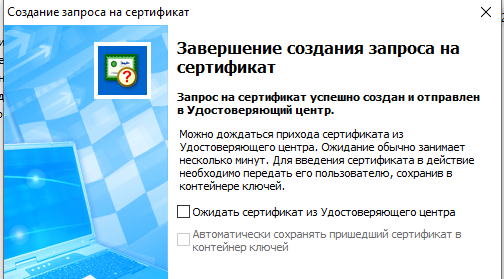 Создание запроса на сертификат
Завершение создания запроса на
сертификат
Запрос на сертификат успешно создан и отправлен
в Удостоверяющий центр.
Можно дождаться прихода сертификата из
Удостоверяющего центра. Ожидание обычно занимает
несколько минут. Для введения сертификата в действие
необходимо передать его пользователю, сохранив в
контейнере ключей.
Ожидать сертификат из Удостоверяющего центра
Автоматически сохранять пришедший сертификат в
контейнер ключей